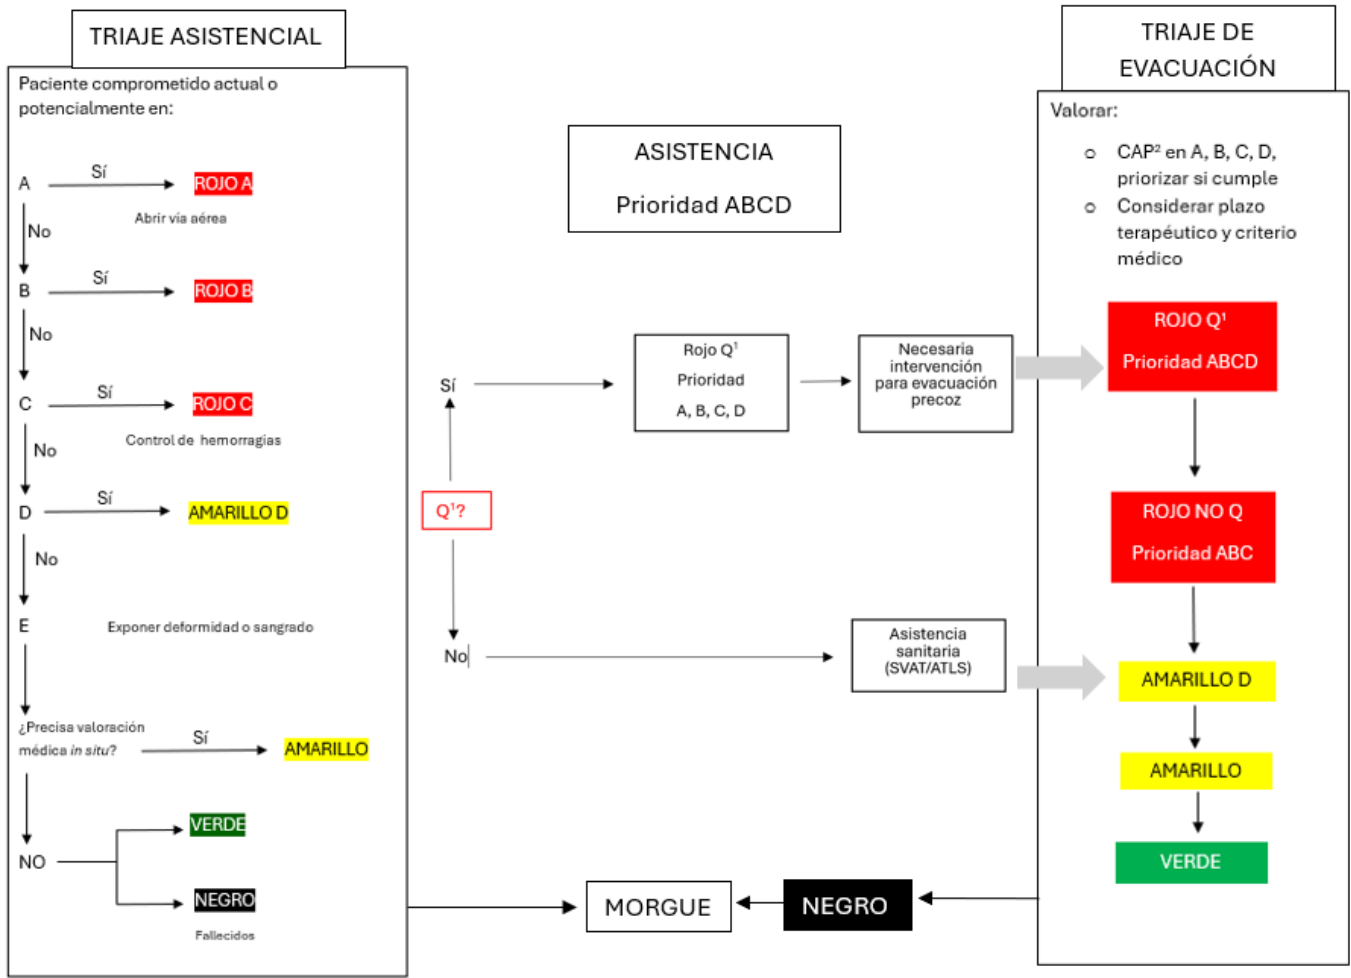 TRIAJE ASISTENCIAL
Paciente comprometido actual o
potencialmente en:
A
Sí
ROJO A
Abrir vía aérea
No
B
Sí
ROJO B
No
C
Sí
ROJO C
Control de hemorragias
No
D
Sí
AMARILLO D
No
E
Exponer deformidad o sangrado
¿Precisa valoración
médica in situ?
Sí
AMARILLO
NO
VERDE
NEGRO
Fallecidos
ASISTENCIA
Prioridad ABCD
Q¹?
Sí
Rojo Q¹
Prioridad
A, B, C, D
Necesaria
intervención
para evacuación
precoz
No
Asistencia
sanitaria
(SVAT/ATLS)
MORGUE
NEGRO
TRIAJE DE
EVACUACIÓN
Valorar:
o CAP² en A, B, C, D,
priorizar si cumple
o Considerar plazo
terapéutico y criterio
médico
ROJO Q¹
Prioridad ABCD
ROJO NO Q
Prioridad ABC
AMARILLO D
AMARILLO
VERDE